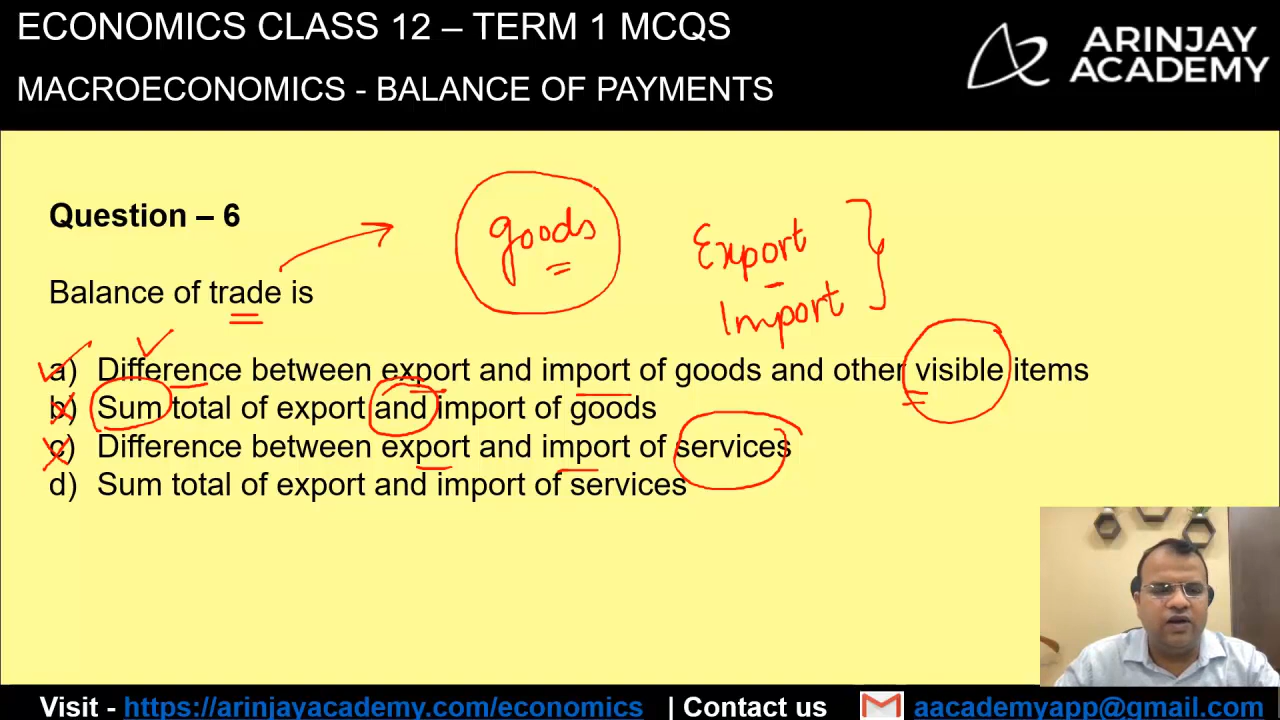 ECONOMICS CLASS 12 – TERM 1 MCQS
MACROECONOMICS - BALANCE OF PAYMENTS
ARINJAY
ACADEMY
Question – 6
goods
Export
Import
Balance of trade is
a) Difference between export and import of goods and other visible items
b) Sum total of export and import of goods
c) Difference between export and import of services
d) Sum total of export and import of services
Visit - https://arinjayacademy.com/economics | Contact us aacademyapp@gmail.com